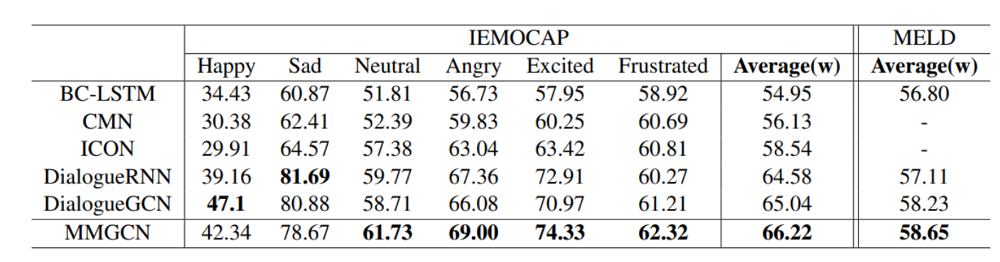 IEMOCAP MELD
Happy Sad Neutral Angry Excited Frustrated Average(w) Average(w)
BC-LSTM 34.43 60.87 51.81 56.73 57.95 58.92 54.95 56.80
CMN 30.38 62.41 52.39 59.83 60.25 60.69 56.13 -
ICON 29.91 64.57 57.38 63.04 63.42 60.81 58.54 -
DialogueRNN 39.16 81.69 59.77 67.36 72.91 60.27 64.58 57.11
DialogueGCN 47.1 80.88 58.71 66.08 70.97 61.21 65.04 58.23
MMGCN 42.34 78.67 61.73 69.00 74.33 62.32 66.22 58.65